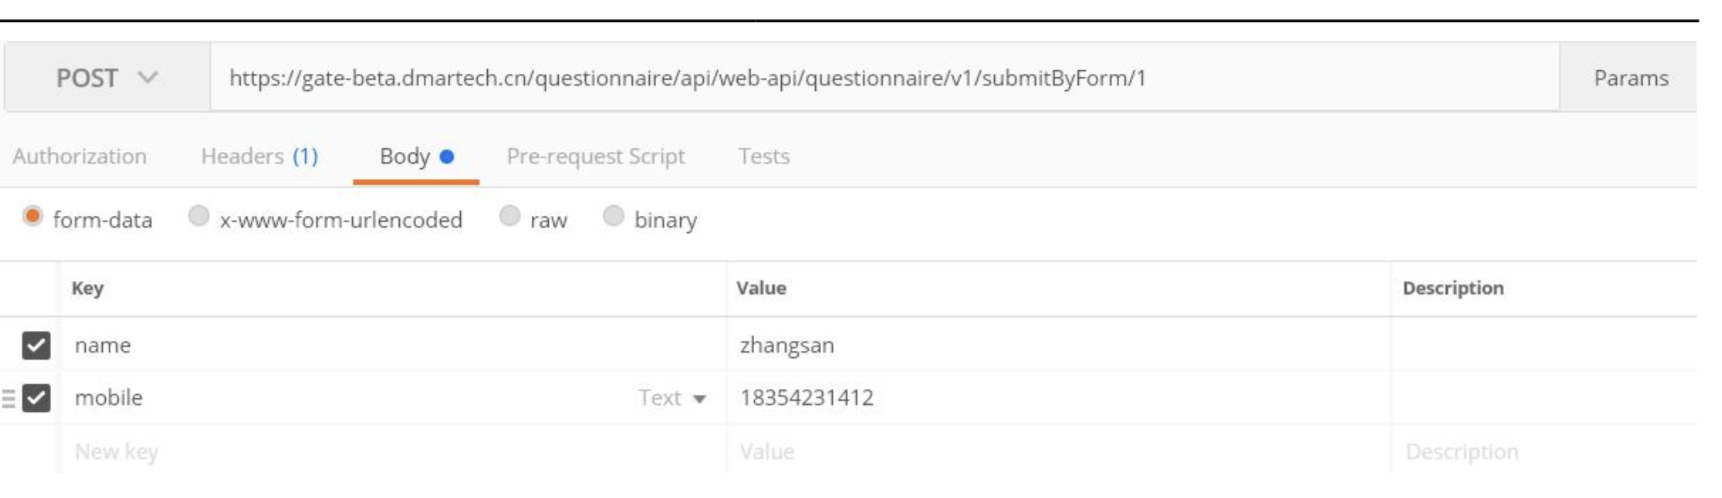 POST https://gate-beta.dmartech.cn/questionnaire/api/web-api/questionnaire/v1/submitByForm/1 Params
Authorization Headers (1) Body Pre-request Script Tests
form-data x-www-form-urlencoded raw binary
Key Value Description
name zhangsan
mobile Text 18354231412
New key Value Description